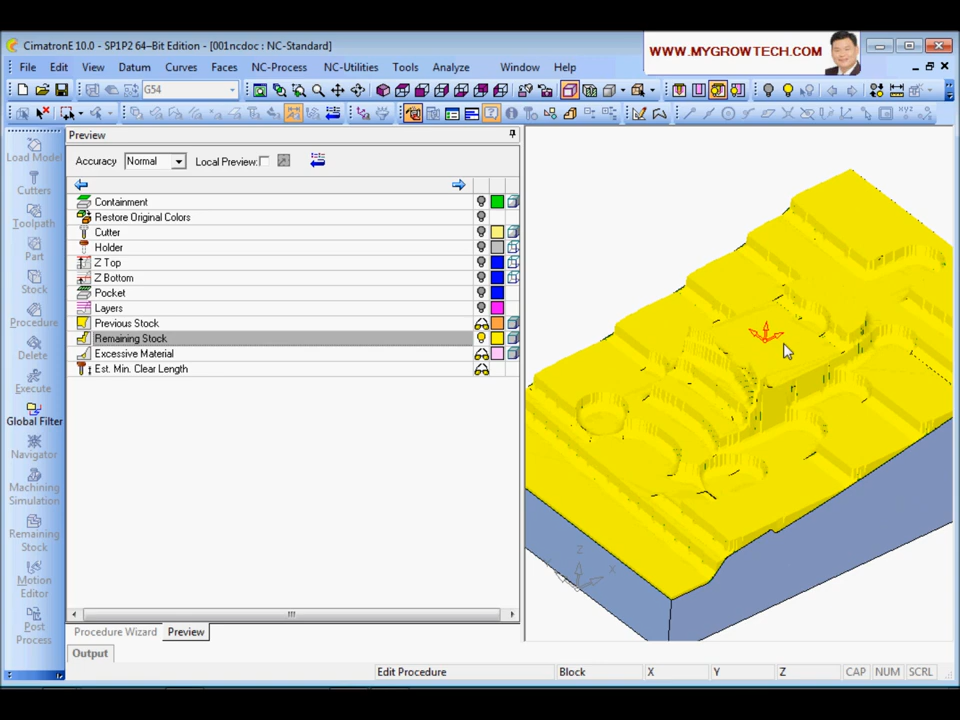 CimatronE 10.0 - SP1P2 64–Bit Edition - [001ncdoc : NC-Standard]
WWW.MYGROWTECH.COM
File Edit View Datum Curves Faces NC-Process NC-Utilities Tools Analyze Window Help
G54
Load Model
Cutters
Toolpath
Part
Stock
Procedure
Delete
Execute
Global Filter
Navigator
Machining
Simulation
Remaining
Stock
Motion
Editor
Post
Process
Preview
Accuracy Normal Local Preview:
Containment
Restore Original Colors
Cutter
Holder
Z Top
Z Bottom
Pocket
Layers
Previous Stock
Remaining Stock
Excessive Material
Est. Min. Clear Length
Z
X
Procedure Wizard Preview
Output
Edit Procedure Block X Y Z CAP NUM SCRL